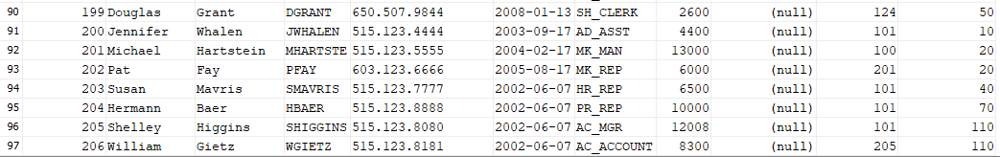 90 199 Douglas Grant DGRANT 650.507.9844 2008-01-13 SH_CLERK 2600 (null) 124 50
91 200 Jennifer Whalen JWHALEN 515.123.4444 2003-09-17 AD_ASST 4400 (null) 101 10
92 201 Michael Hartstein MHARTSTE 515.123.5555 2004-02-17 MK_MAN 13000 (null) 100 20
93 202 Pat Fay PFAY 603.123.6666 2005-08-17 MK_REP 6000 (null) 201 20
94 203 Susan Mavris SMAVRIS 515.123.7777 2002-06-07 HR_REP 6500 (null) 101 40
95 204 Hermann Baer HBAER 515.123.8888 2002-06-07 PR_REP 10000 (null) 101 70
96 205 Shelley Higgins SHIGGINS 515.123.8080 2002-06-07 AC_MGR 12008 (null) 101 110
97 206 William Gietz WGIETZ 515.123.8181 2002-06-07 AC_ACCOUNT 8300 (null) 205 110